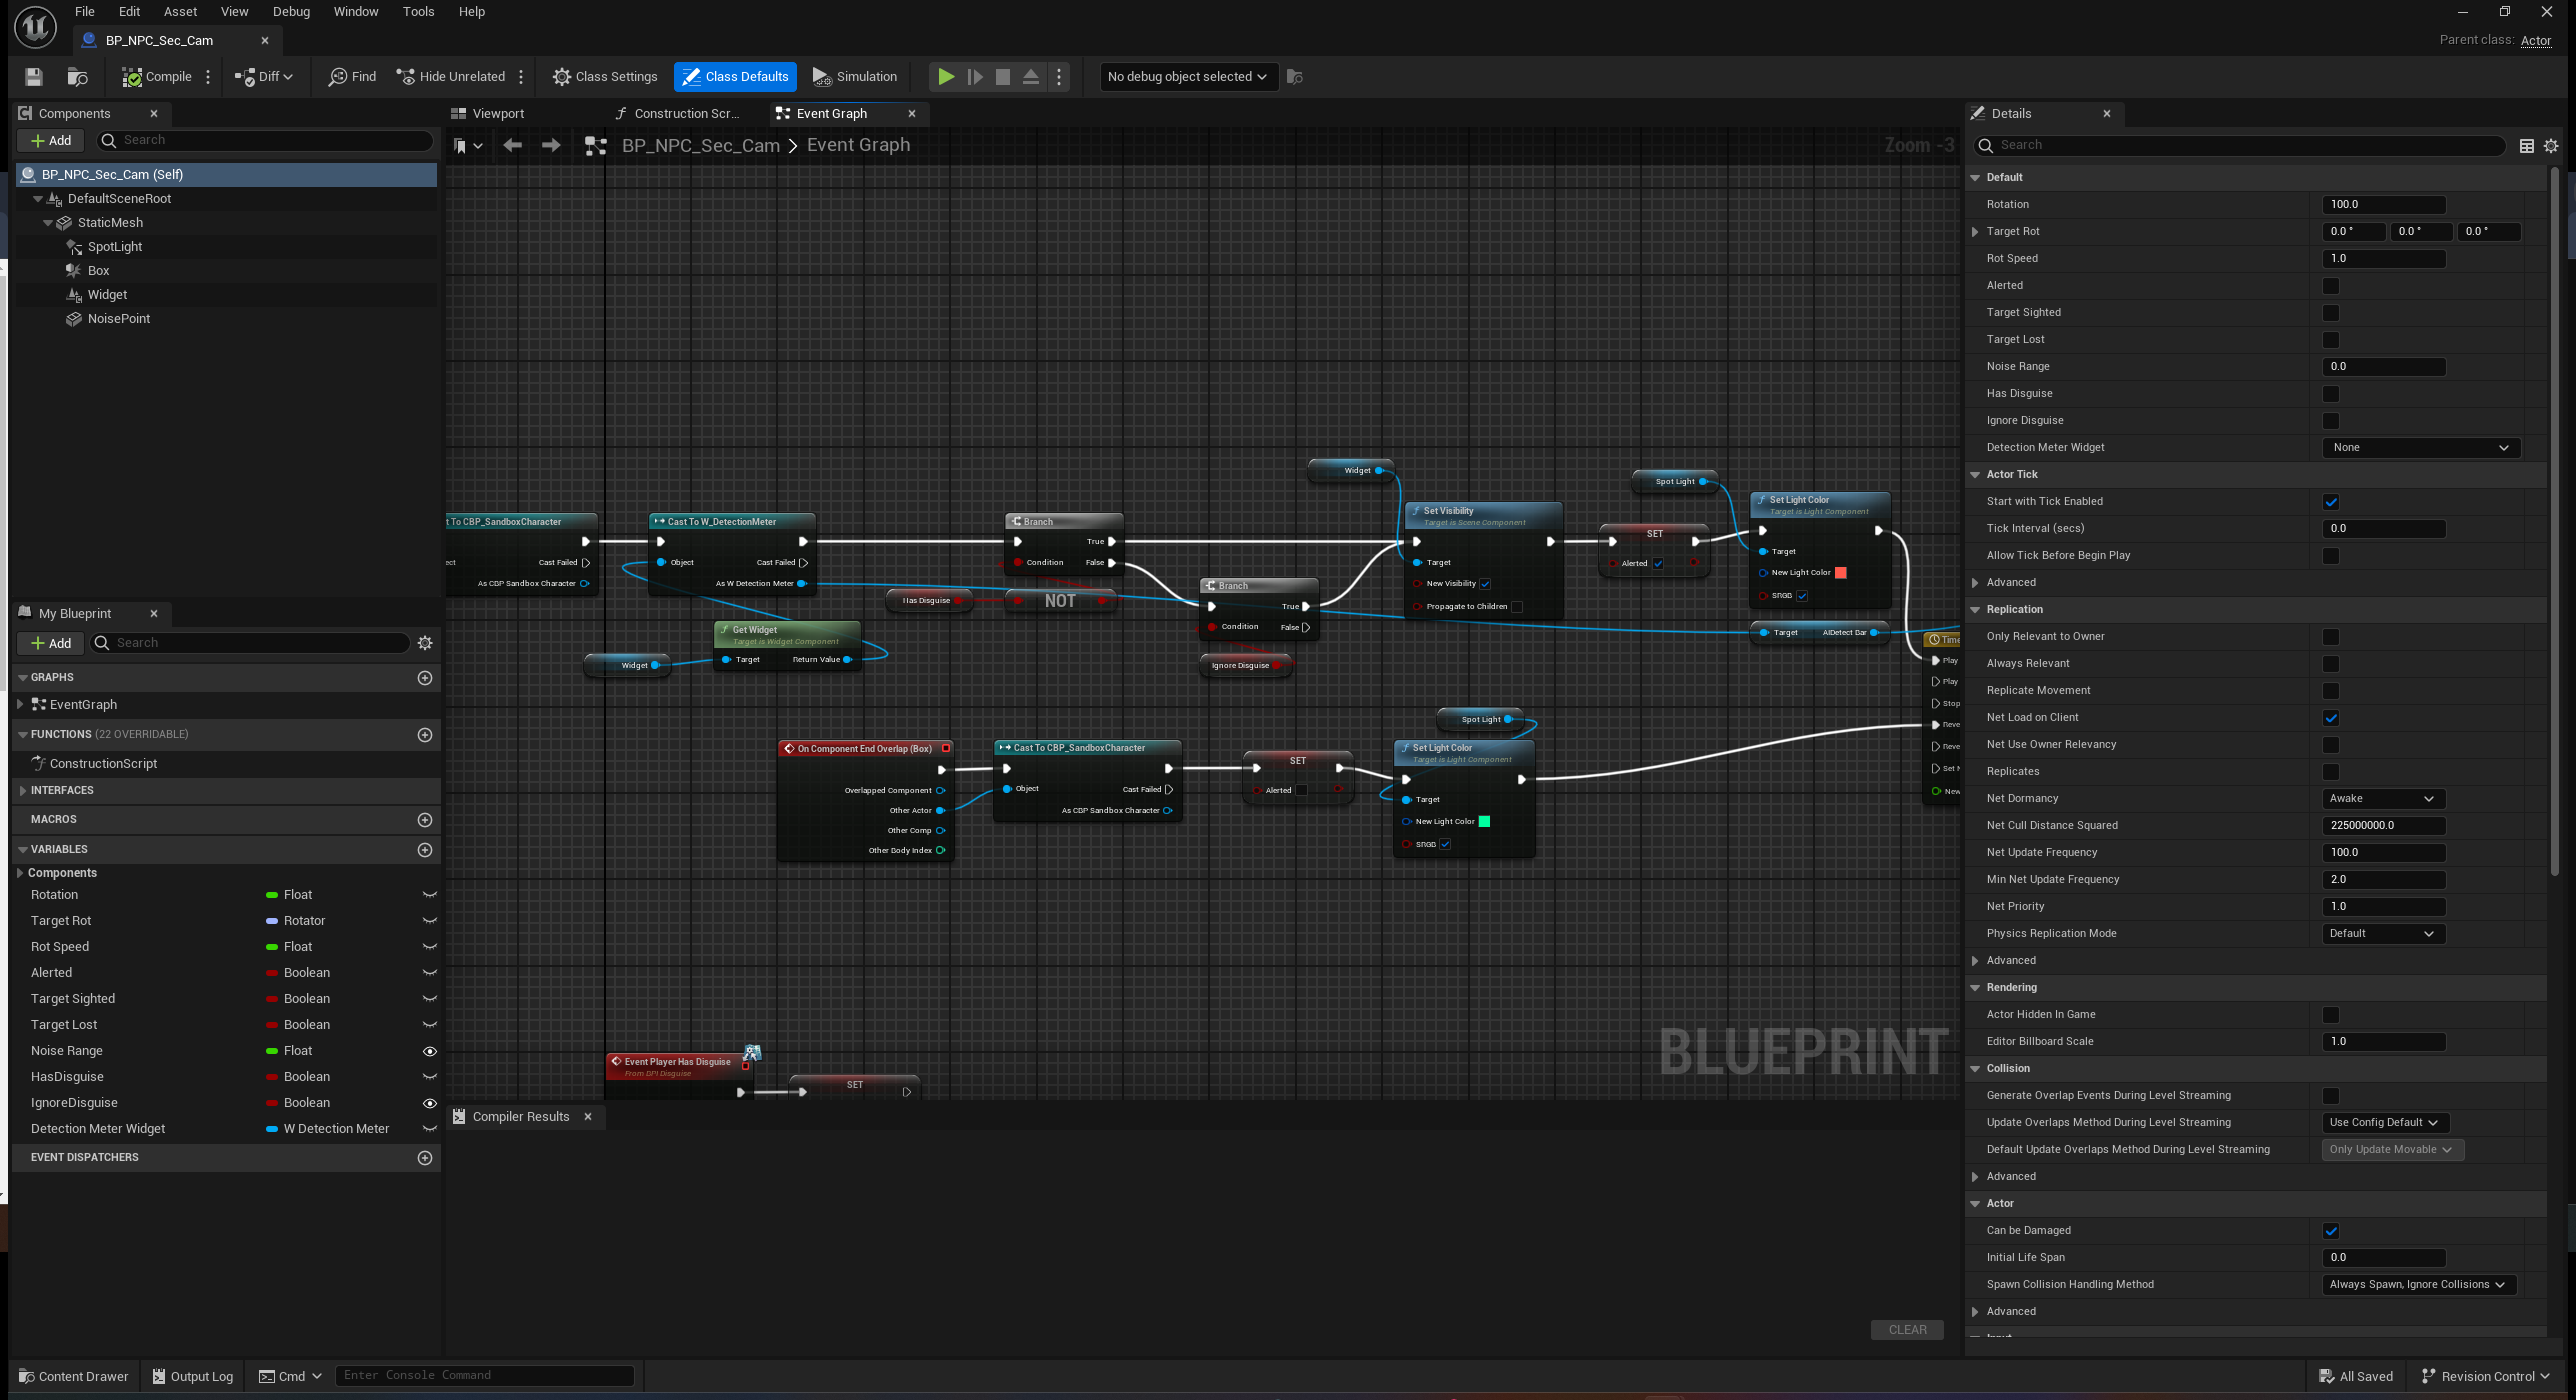 File Edit Asset View Debug Window Tools Help
BP_NPC_Sec_Cam
Parent class: Actor
Compile Diff Find Hide Unrelated Class Settings Class Defaults Simulation No debug object selected
Components
Add Search
BP_NPC_Sec_Cam (Self)
DefaultSceneRoot
StaticMesh
SpotLight
Box
Widget
NoisePoint
My Blueprint
Add Search
GRAPHS
EventGraph
FUNCTIONS (22 OVERRIDABLE)
ConstructionScript
INTERFACES
MACROS
VARIABLES
Components
Rotation Float
Target Rot Rotator
Rot Speed Float
Alerted Boolean
Target Sighted Boolean
Target Lost Boolean
Noise Range Float
HasDisguise Boolean
IgnoreDisguise Boolean
Detection Meter Widget W Detection Meter
EVENT DISPATCHERS
Viewport Construction Scr... Event Graph
BP_NPC_Sec_Cam > Event Graph
Zoom -3
t To CBP_SandboxCharacter
ect Cast Failed
As CBP Sandbox Character
Cast To W_DetectionMeter
Object Cast Failed
As W Detection Meter
Widget
Get Widget
Target is Widget Component
Target Return Value
Branch
True
Condition False
Has Disguise
NOT
Branch
True
Condition False
Ignore Disguise
Widget
Set Visibility
Target is Scene Component
Target
New Visibility
Propagate to Children
SET
Alerted
Spot Light
Set Light Color
Target is Light Component
Target
New Light Color
SRGB
Target AIDetect Bar
Time
Play
Play
Stop
Reve
Reve
Set N
New
On Component End Overlap (Box)
Overlapped Component
Other Actor
Other Comp
Other Body Index
Cast To CBP_SandboxCharacter
Object Cast Failed
As CBP Sandbox Character
SET
Alerted
Spot Light
Set Light Color
Target is Light Component
Target
New Light Color
SRGB
Event Player Has Disguise
From BPI Disguise
SET
BLUEPRINT
Compiler Results
CLEAR
Details
Search
Default
Rotation 100.0
Target Rot 0.0 ° 0.0 ° 0.0 °
Rot Speed 1.0
Alerted
Target Sighted
Target Lost
Noise Range 0.0
Has Disguise
Ignore Disguise
Detection Meter Widget None
Actor Tick
Start with Tick Enabled
Tick Interval (secs) 0.0
Allow Tick Before Begin Play
Advanced
Replication
Only Relevant to Owner
Always Relevant
Replicate Movement
Net Load on Client
Net Use Owner Relevancy
Replicates
Net Dormancy Awake
Net Cull Distance Squared 225000000.0
Net Update Frequency 100.0
Min Net Update Frequency 2.0
Net Priority 1.0
Physics Replication Mode Default
Advanced
Rendering
Actor Hidden In Game
Editor Billboard Scale 1.0
Collision
Generate Overlap Events During Level Streaming
Update Overlaps Method During Level Streaming Use Config Default
Default Update Overlaps Method During Level Streaming Only Update Movable
Advanced
Actor
Can be Damaged
Initial Life Span 0.0
Spawn Collision Handling Method Always Spawn, Ignore Collisions
Advanced
Content Drawer Output Log Cmd Enter Console Command
All Saved Revision Control